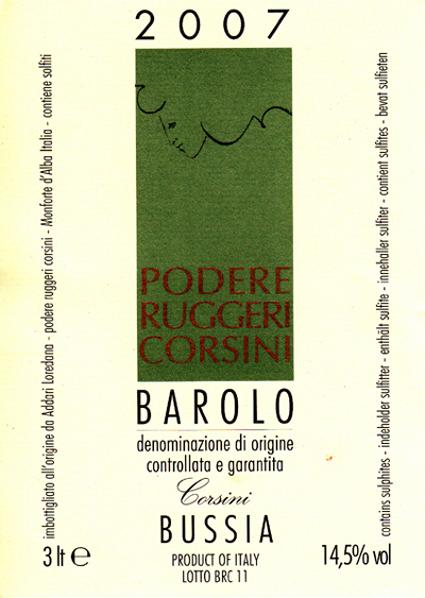 2007
PODERE
RUGGERI
CORSINI
BAROLO
denominazione di origine
controllata e garantita
Corsini
BUSSIA
PRODUCT OF ITALY
LOTTO BRC 11
3 lt e
14,5% vol
imbottigliato all'origine da Addari Loredana - podere ruggeri corsini - Monforte d'Alba Italia - contiene solfiti
contains sulphites - indeholder sulfitter - enthält sulfite - inneholler sulfiter - contient sulfites - bevat sulfieten